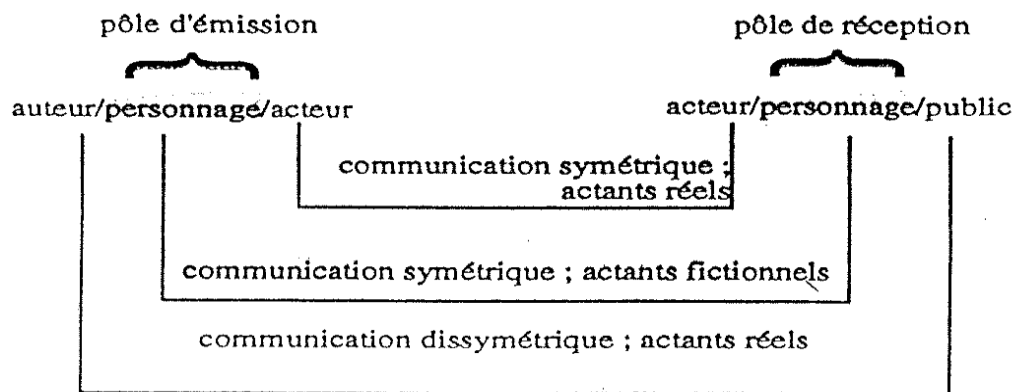 pôle d'émission
pôle de réception
auteur/personnage/acteur
acteur/personnage/public
communication symétrique ;
actants réels
communication symétrique ; actants fictionnels
communication dissymétrique ; actants réels